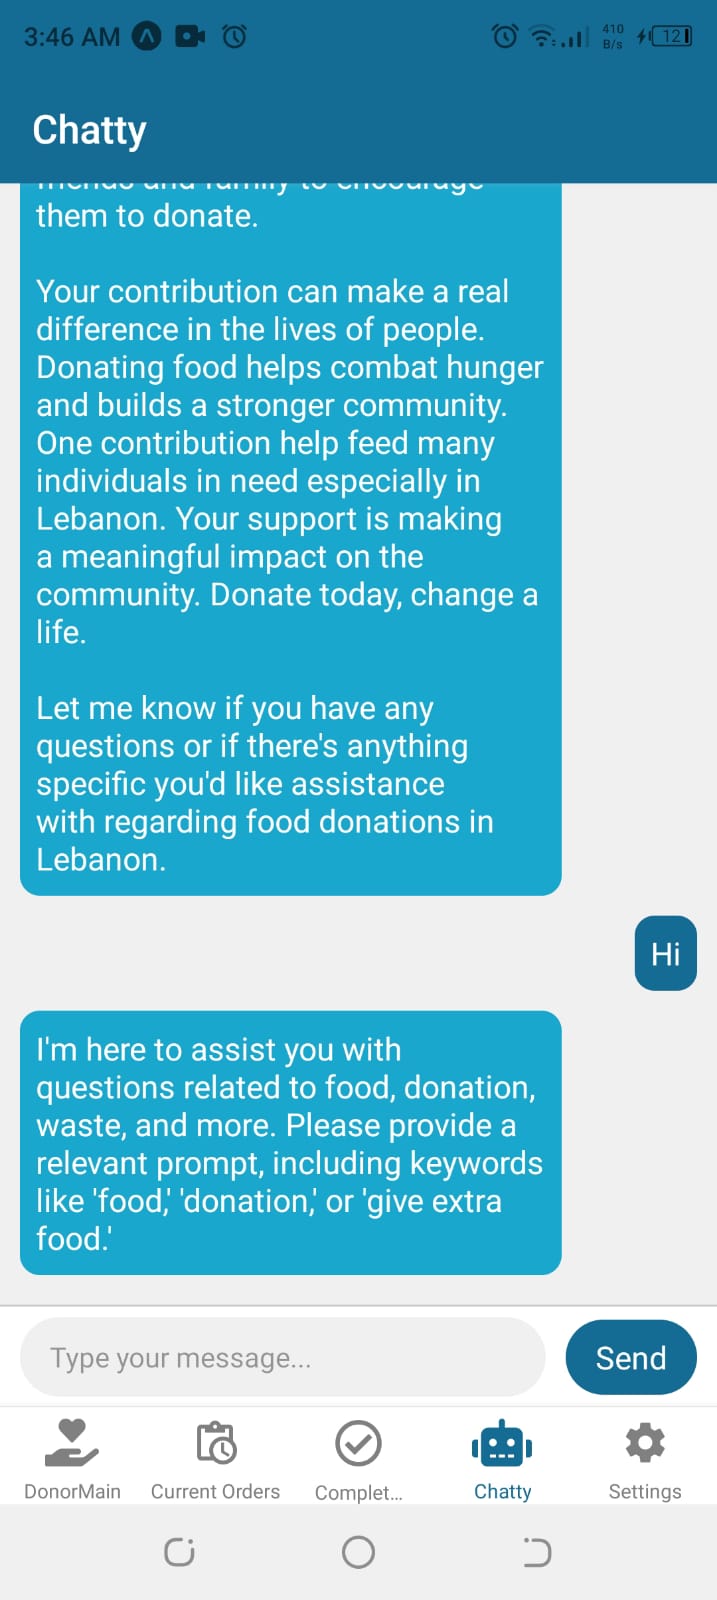 3:46 AM
410
B/s
12
Chatty
friends and family to encourage
them to donate.
Your contribution can make a real
difference in the lives of people.
Donating food helps combat hunger
and builds a stronger community.
One contribution help feed many
individuals in need especially in
Lebanon. Your support is making
a meaningful impact on the
community. Donate today, change a
life.
Let me know if you have any
questions or if there's anything
specific you'd like assistance
with regarding food donations in
Lebanon.
Hi
I'm here to assist you with
questions related to food, donation,
waste, and more. Please provide a
relevant prompt, including keywords
like 'food,' 'donation,' or 'give extra
food.'
Type your message...
Send
DonorMain
Current Orders
Complet...
Chatty
Settings